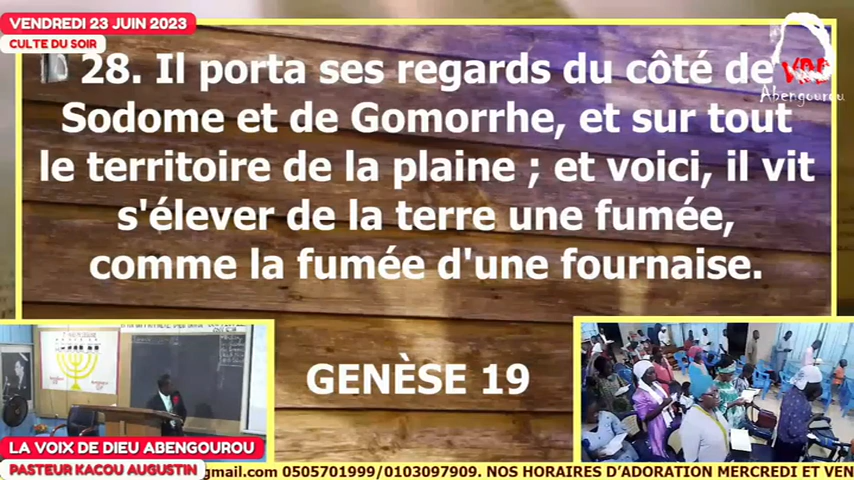 VENDREDI 23 JUIN 2023
CULTE DU SOIR
Abengourou
28. Il porta ses regards du côté de
Sodome et de Gomorrhe, et sur tout
le territoire de la plaine ; et voici, il vit
s'élever de la terre une fumée,
comme la fumée d'une fournaise.
GENÈSE 19
LA VOIX DE DIEU ABENGOUROU
PASTEUR KACOU AUGUSTIN
gmail.com 0505701999/0103097909. NOS HORAIRES D'ADORATION MERCREDI ET VEN